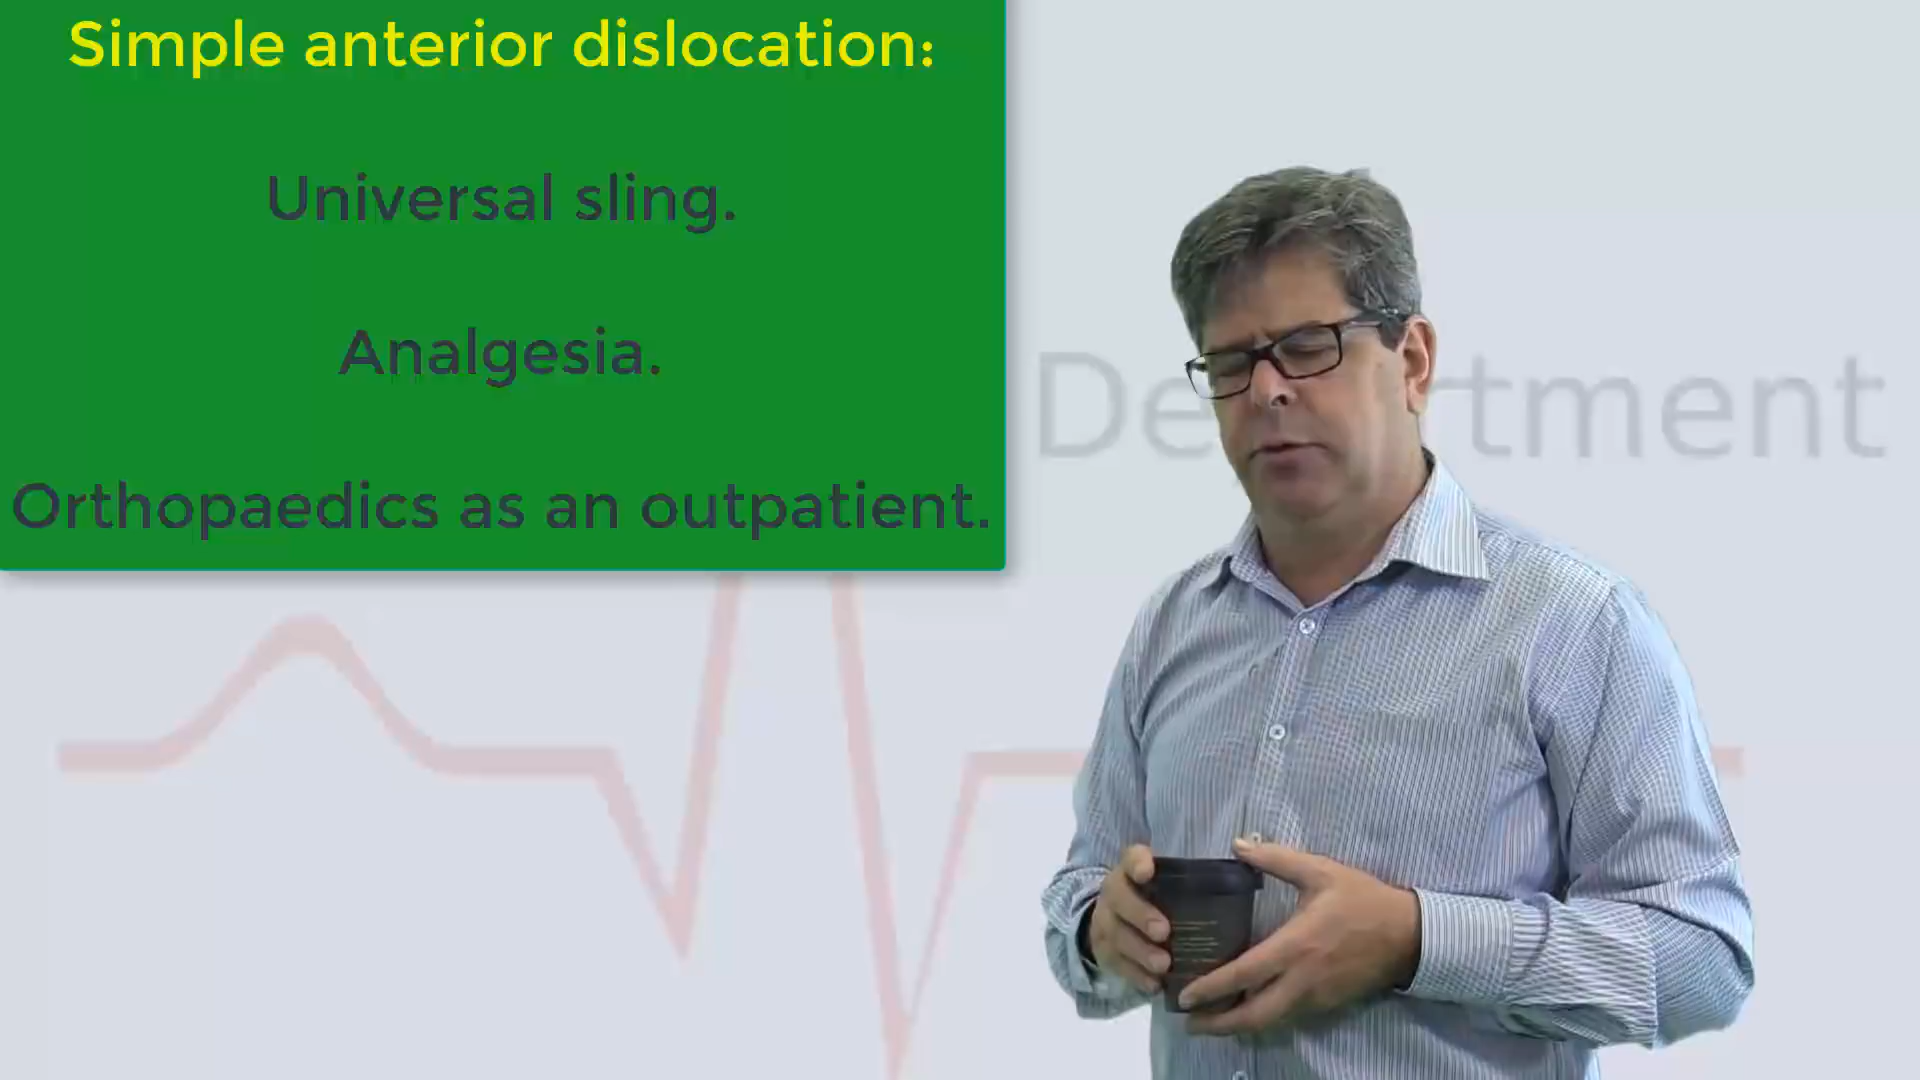 Simple anterior dislocation:
Universal sling.
Analgesia.
Orthopaedics as an outpatient.